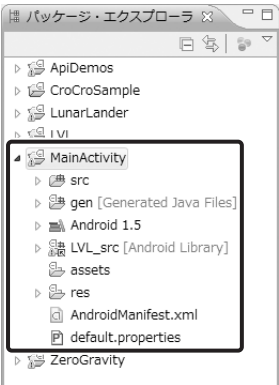 パッケージ・エクスプローラ
ApiDemos
CroCroSample
LunarLander
LVL
MainActivity
src
gen [Generated Java Files]
Android 1.5
LVL_src [Android Library]
assets
res
AndroidManifest.xml
default.properties
ZeroGravity